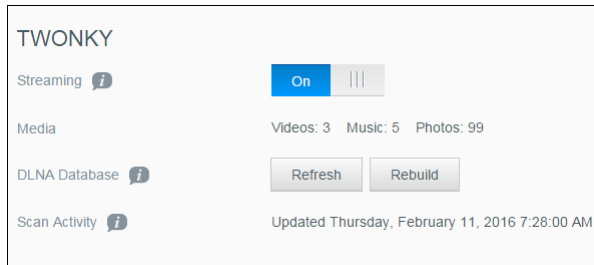 TWONKY
Streaming i On
Media Videos: 3 Music: 5 Photos: 99
DLNA Database i Refresh Rebuild
Scan Activity i Updated Thursday, February 11, 2016 7:28:00 AM